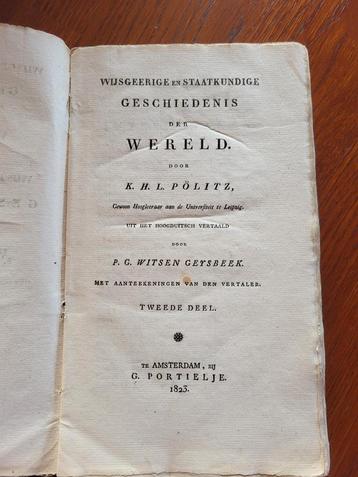 WIJSGEERIGE EN STAATKUNDIGE
GESCHIEDENIS
DER
WERELD.
DOOR
K. H. L. PÖLITZ,
Gewoon Hoogleeraar aan de Universiteit te Leipzig.
UIT HET HOOGDUITSCH VERTAALD
DOOR
P. G. WITSEN GEYSBEEK.
MET AANTEEKENINGEN VAN DEN VERTALER.
TWEEDE DEEL.
TE AMSTERDAM, BIJ
G. PORTIELJE.
1823.